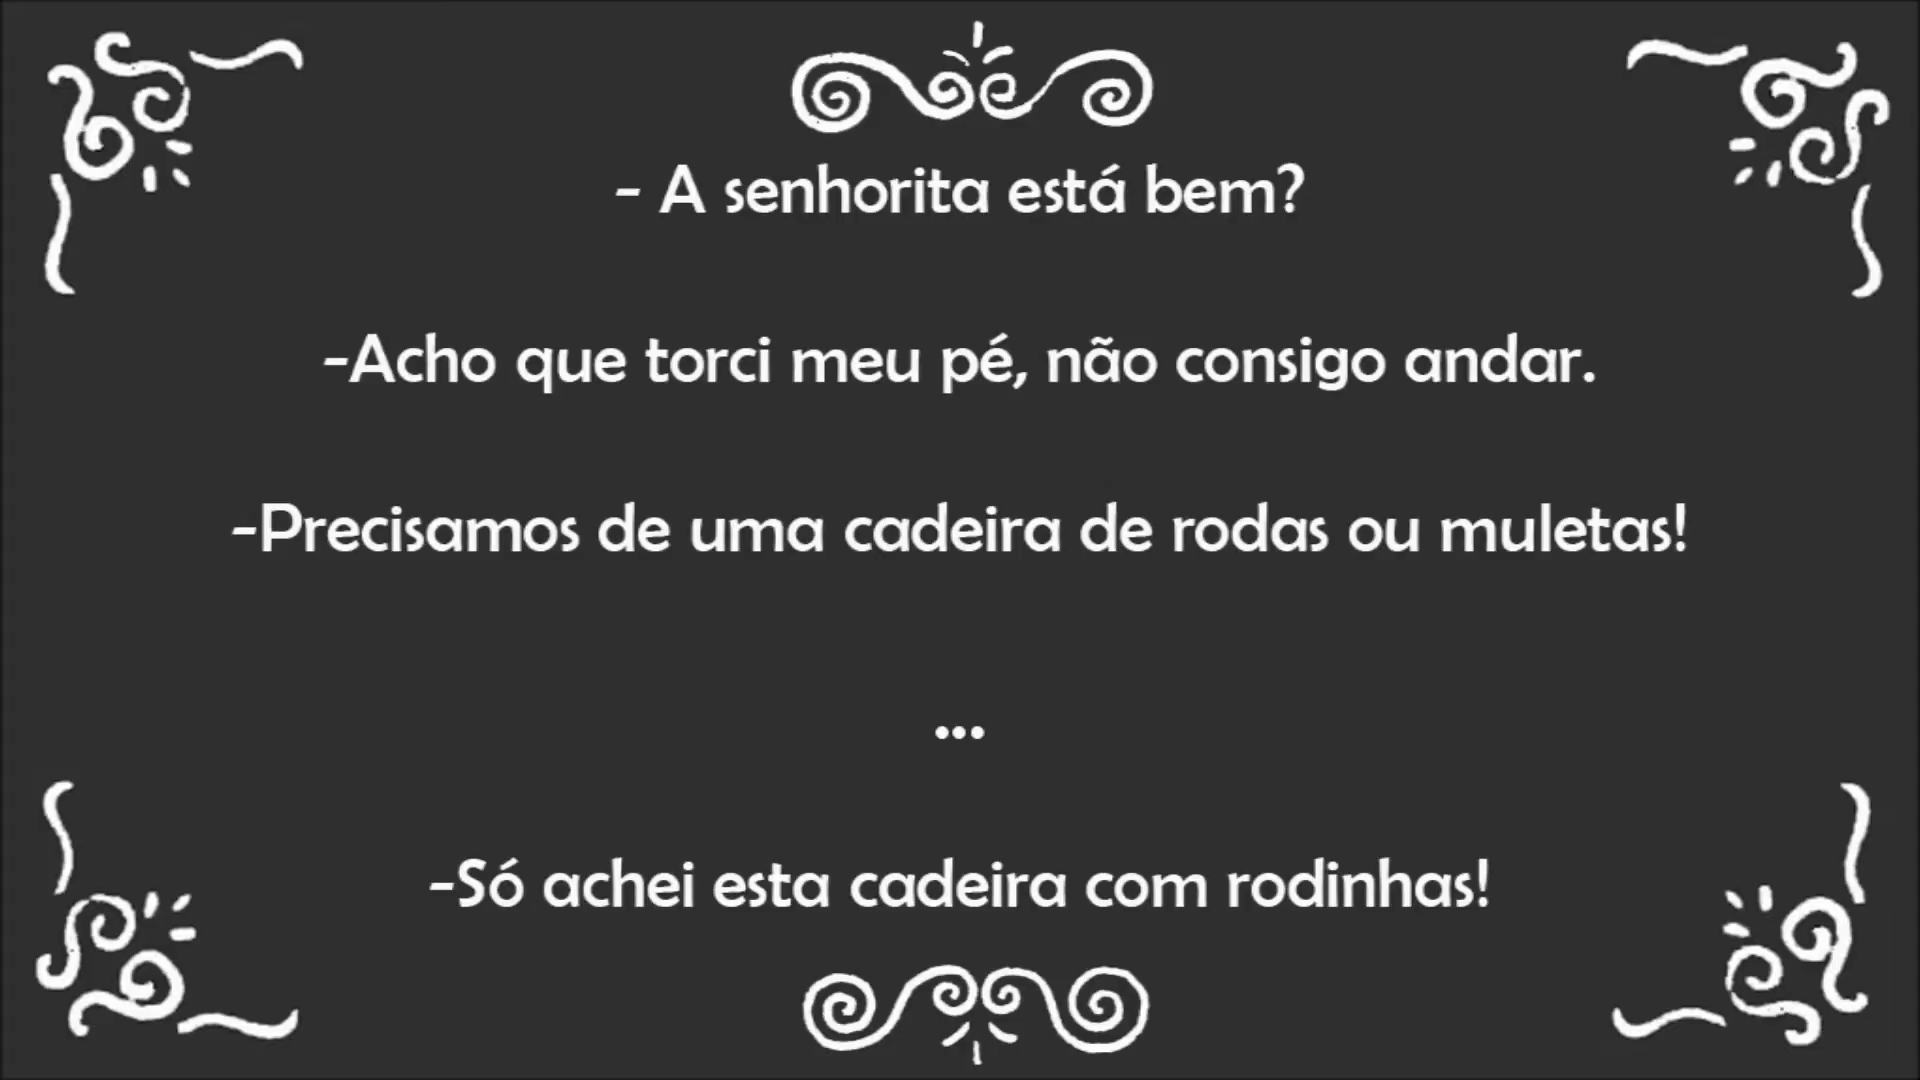 - A senhorita está bem?
-Acho que torci meu pé, não consigo andar.
-Precisamos de uma cadeira de rodas ou muletas!
...
-Só achei esta cadeira com rodinhas!